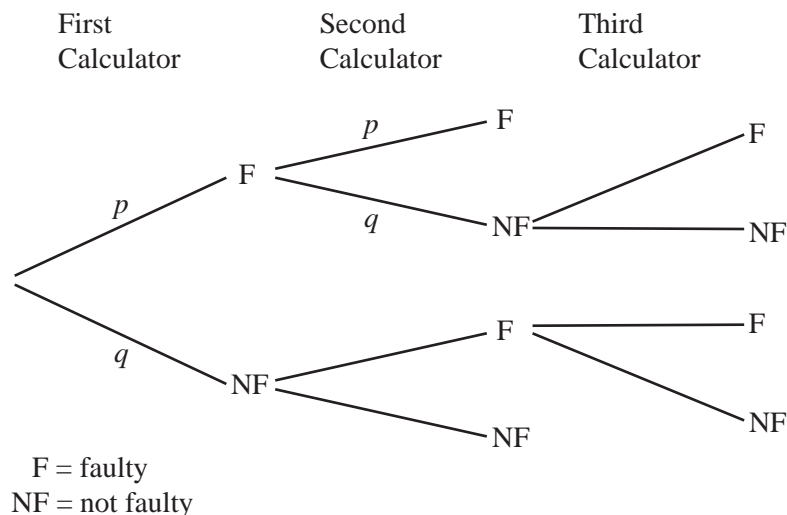 First Calculator
Second Calculator
Third Calculator
p
F
F
p
F
q
NF
NF
F
F
q
NF
NF
NF
F = faulty
NF = not faulty